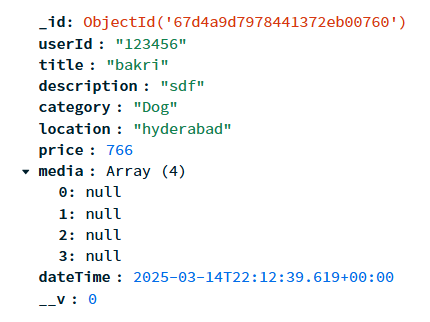 _id: ObjectId('67d4a9d7978441372eb00760')
userId: "123456"
title: "bakri"
description: "sdf"
category: "Dog"
location: "hyderabad"
price: 766
media: Array (4)
0: null
1: null
2: null
3: null
dateTime: 2025-03-14T22:12:39.619+00:00
__v: 0